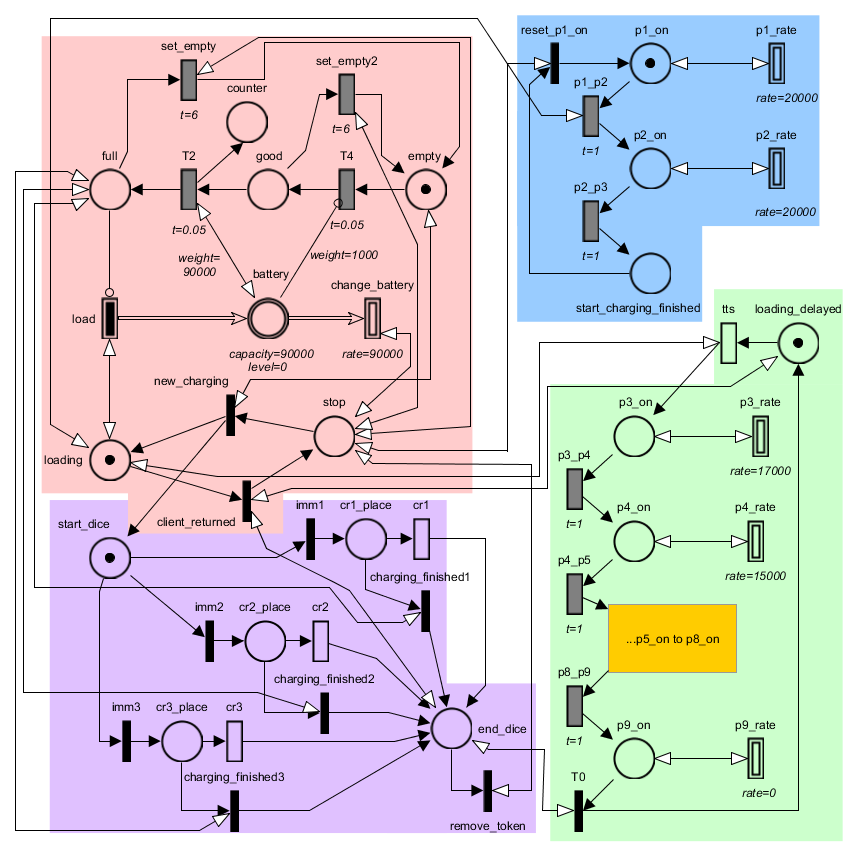 set_empty
t=6
counter
set_empty2
t=6
full
T2
good
T4
empty
t=0.05
t=0.05
weight=
90000
weight=1000
battery
change_battery
load
capacity=90000
level=0
rate=90000
new_charging
stop
loading
client_returned
reset_p1_on
p1_on
p1_rate
rate=20000
p1_p2
t=1
p2_on
p2_rate
rate=20000
p2_p3
t=1
start_charging_finished
tts
loading_delayed
p3_on
p3_rate
rate=17000
p3_p4
t=1
p4_on
p4_rate
rate=15000
p4_p5
t=1
...p5_on to p8_on
p8_p9
t=1
p9_on
p9_rate
rate=0
T0
start_dice
imm1
cr1_place
cr1
charging_finished1
imm2
cr2_place
cr2
charging_finished2
imm3
cr3_place
cr3
charging_finished3
end_dice
remove_token